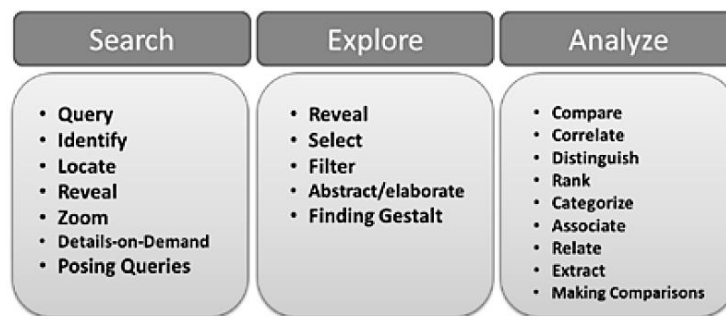 Search
• Query
• Identify
• Locate
• Reveal
• Zoom
• Details-on-Demand
• Posing Queries
Explore
• Reveal
• Select
• Filter
• Abstract/elaborate
• Finding Gestalt
Analyze
• Compare
• Correlate
• Distinguish
• Rank
• Categorize
• Associate
• Relate
• Extract
• Making Comparisons